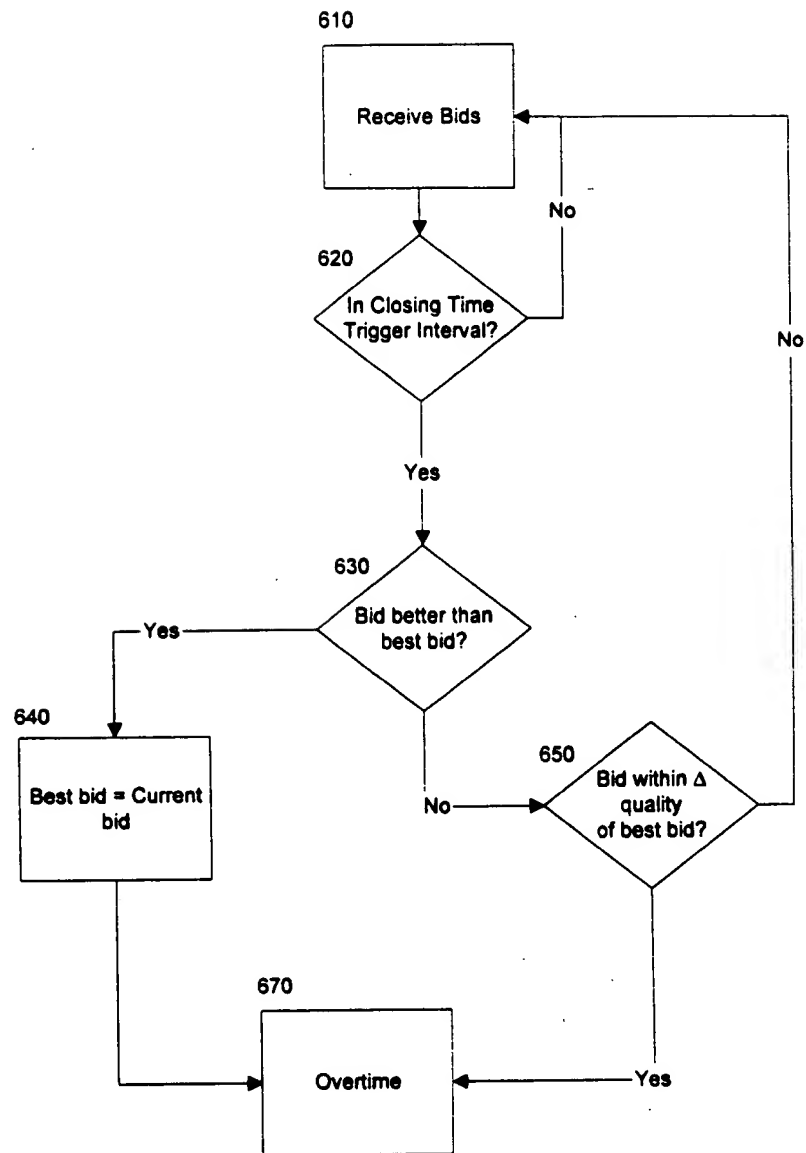 610
Receive Bids
No
620
In Closing Time
Trigger Interval?
No
Yes
630
Bid better than
best bid?
Yes
640
Best bid = Current
bid
650
Bid within Δ
quality
of best bid?
No
670
Overtime
Yes